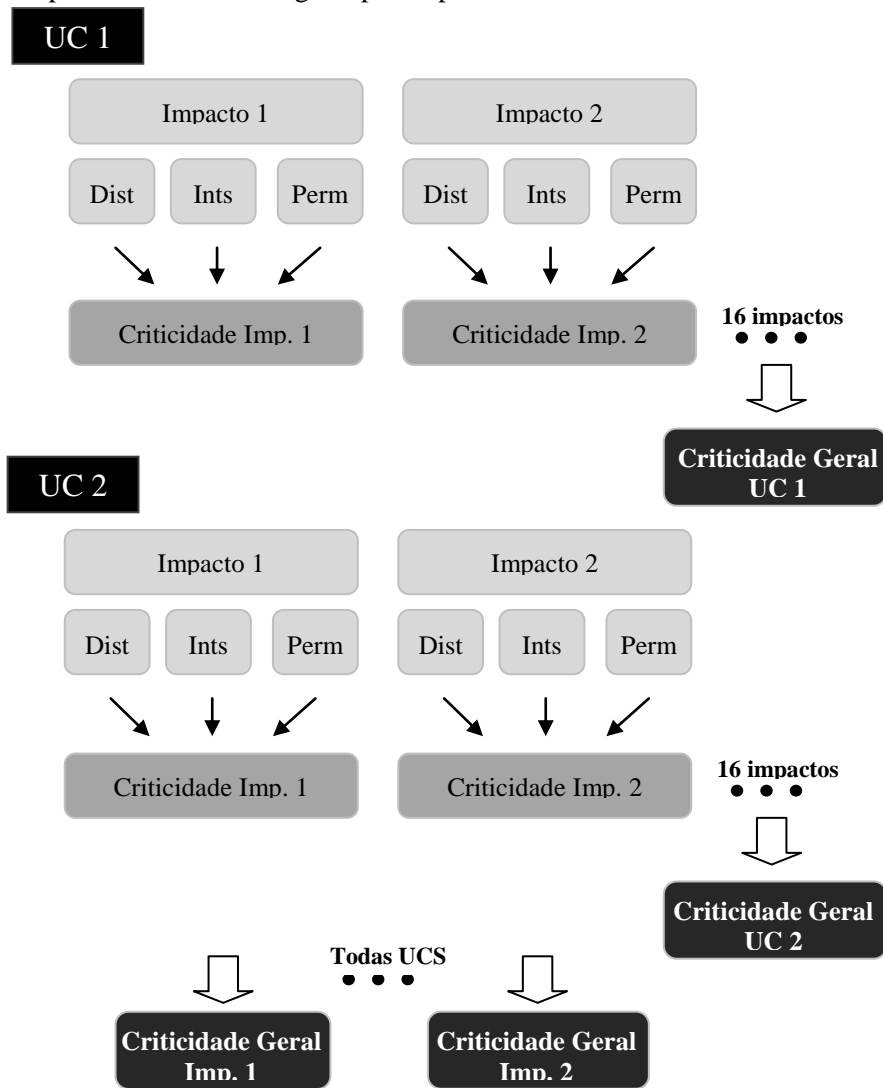 UC 1
Impacto 1 Impacto 2
Dist Ints Perm Dist Ints Perm
Criticidade Imp. 1 Criticidade Imp. 2
16 impactos
Criticidade Geral
UC 1
UC 2
Impacto 1 Impacto 2
Dist Ints Perm Dist Ints Perm
Criticidade Imp. 1 Criticidade Imp. 2
16 impactos
Criticidade Geral
UC 2
Todas UCS
Criticidade Geral
Imp. 1
Criticidade Geral
Imp. 2